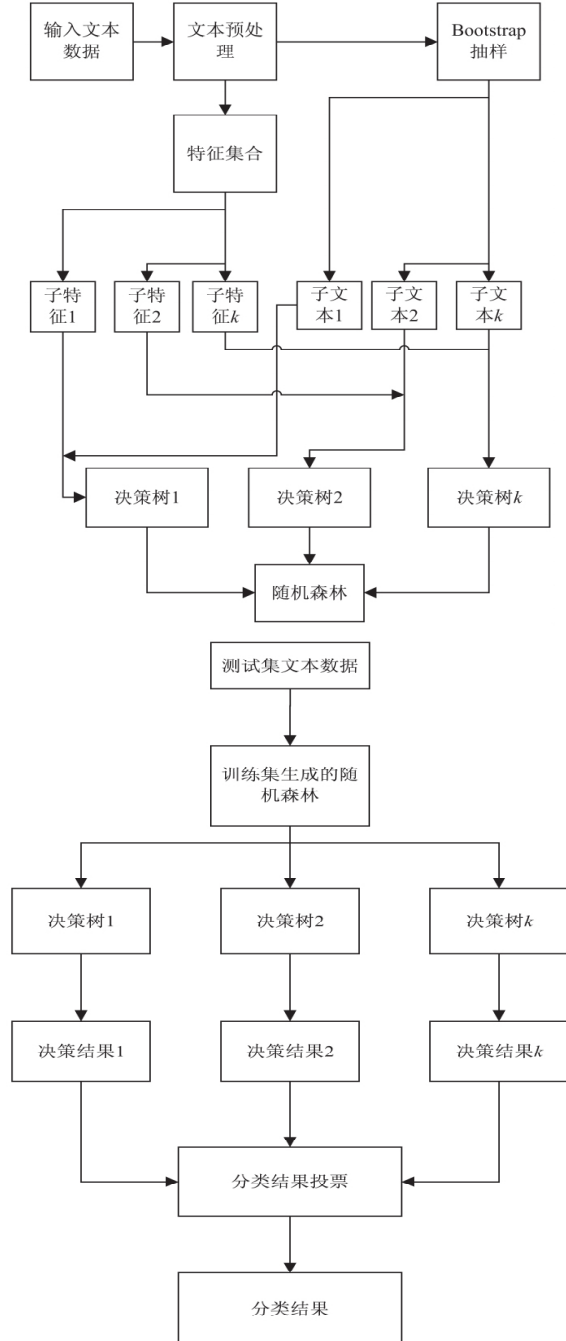 输入文本
数据
文本预处
理
Bootstrap
抽样
特征集合
子特
征1
子特
征2
子特
征k
子文
本1
子文
本2
子文
本k
决策树1
决策树2
决策树k
随机森林
测试集文本数据
训练集生成的随
机森林
决策树1
决策树2
决策树k
决策结果1
决策结果2
决策结果k
分类结果投票
分类结果